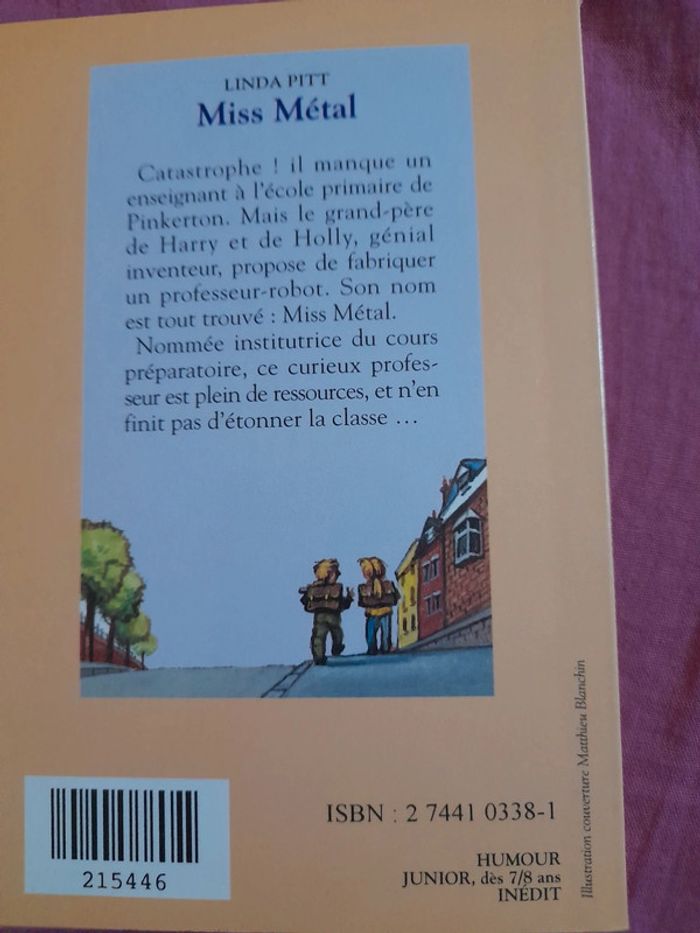 LINDA PITT
Miss Métal
Catastrophe ! il manque un
enseignant à l'école primaire de
Pinkerton. Mais le grand-père
de Harry et de Holly, génial
inventeur, propose de fabriquer
un professeur-robot. Son nom
est tout trouvé : Miss Métal.
Nommée institutrice du cours
préparatoire, ce curieux profes-
seur est plein de ressources, et n'en
finit pas d'étonner la classe ...
215446
ISBN : 2 7441 0338-1
HUMOUR
JUNIOR, dès 7/8 ans
INÉDIT
Illustration couverture Matthieu Blanchin